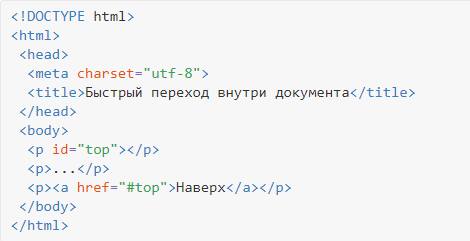 <!DOCTYPE html>
<html>
<head>
<meta charset="utf-8">
<title>Быстрый переход внутри документа</title>
</head>
<body>
<p id="top"></p>
<p>...</p>
<p><a href="#top">Наверх</a></p>
</body>
</html>